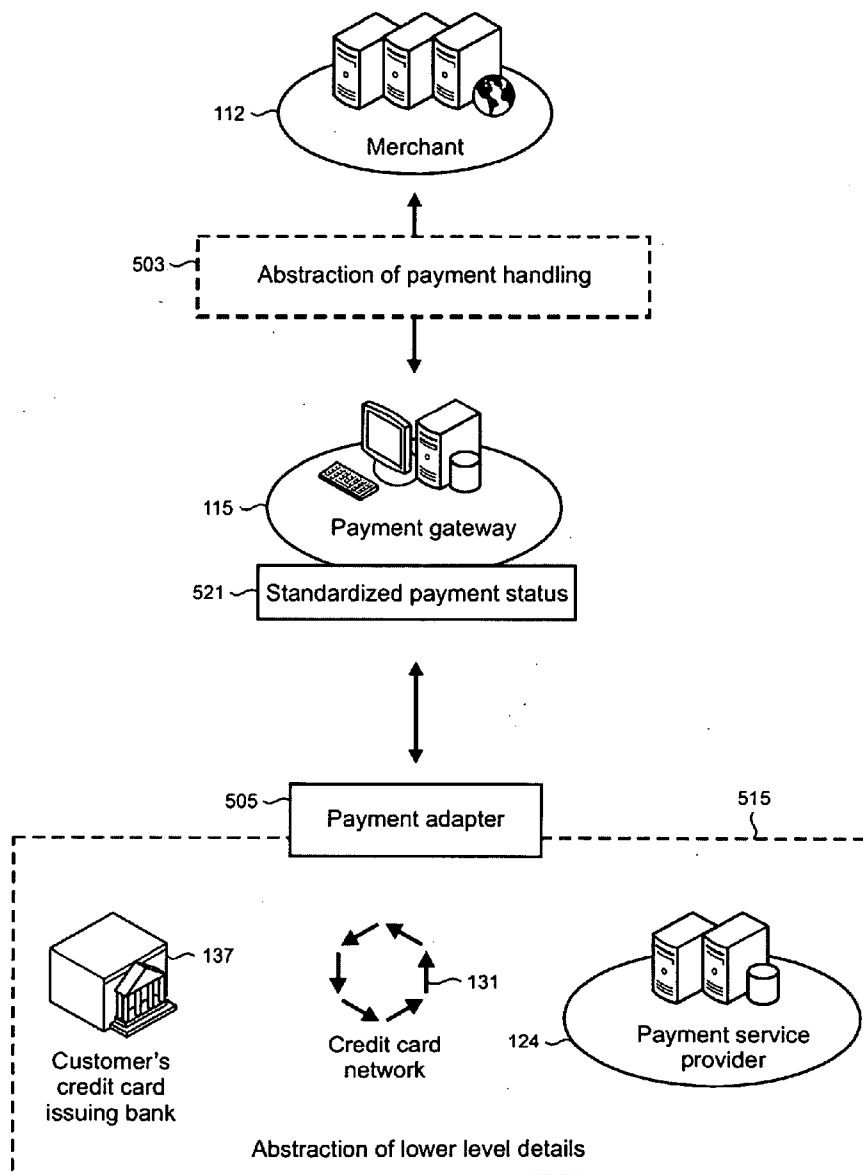 112
Merchant
503
Abstraction of payment handling
115
Payment gateway
521
Standardized payment status
505
Payment adapter
515
137
Customer's
credit card
issuing bank
131
Credit card
network
124
Payment service
provider
Abstraction of lower level details